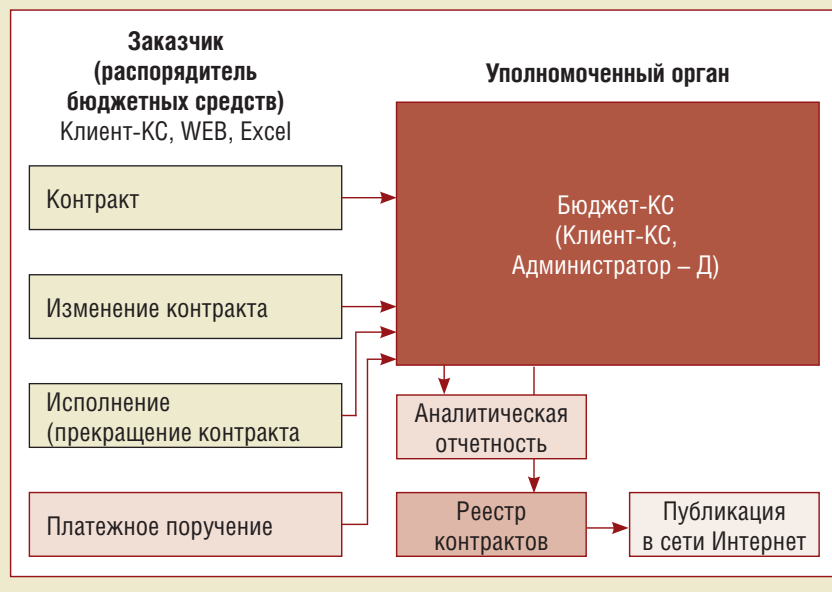 Заказчик
(распорядитель
бюджетных средств)
Клиент-КС, WEB, Excel
Контракт
Изменение контракта
Исполнение
(прекращение контракта
Платежное поручение
Уполномоченный орган
Бюджет-КС
(Клиент-КС,
Администратор – Д)
Аналитическая
отчетность
Реестр
контрактов
Публикация
в сети Интернет